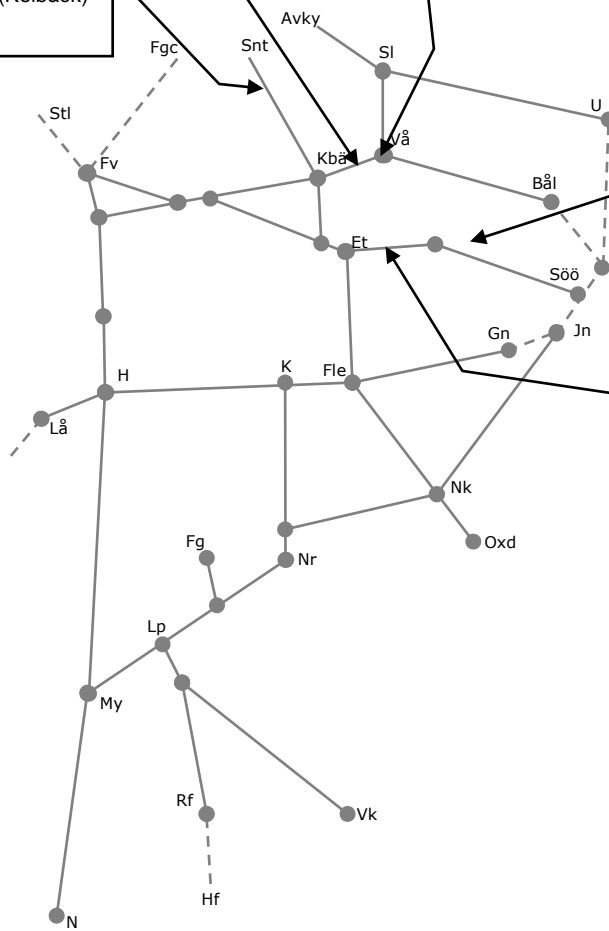 (Kolbäck)
Avky
Fgc
Snt
Sl
U
Stl
Vå
Fv
Kbä
Bål
Et
Söö
Jn
Gn
H
K
Fle
Lå
Nk
Fg
Oxd
Nr
Lp
My
Rf
Vk
Hf
N